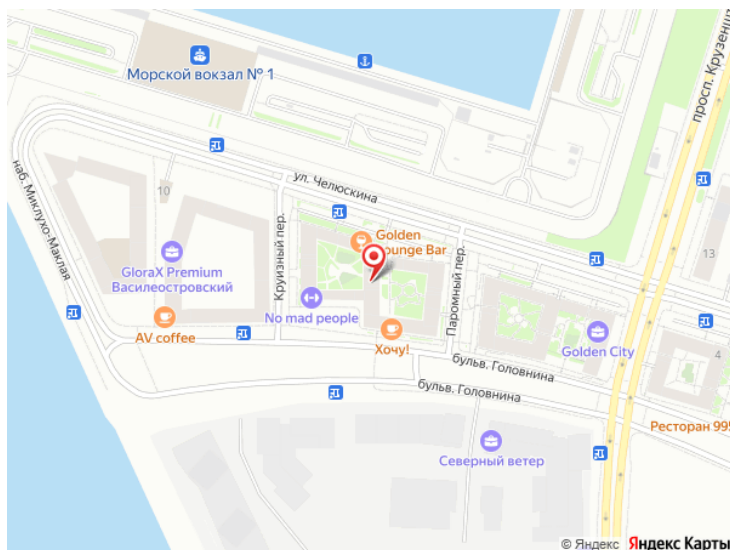 Морской вокзал № 1
просп. Крузенш
ул. Челюскина
наб. Миклухо-Маклая
10
Golden
ounge Bar
13
GloraX Premium
Василеостровский
Круизный пер.
Паромный пер.
No mad people
AV coffee
Хочу!
Golden City
4
бульв. Головнина
бульв. Головнина
Ресторан 995
Северный ветер
© Яндекс Яндекс Карты